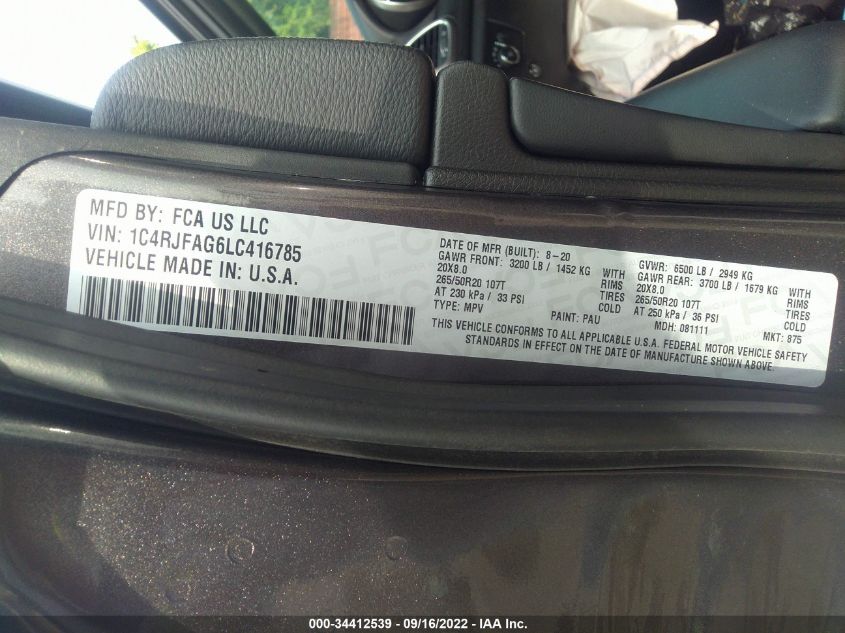 MFD BY: FCA US LLC
VIN: 1C4RJFAG6LC416785
VEHICLE MADE IN: U.S.A.
DATE OF MFR (BUILT): 8-20
GVWR: 6500 LB / 2949 KG
GAWR FRONT: 3200 LB / 1452 KG WITH
GAWR REAR: 3700 LB / 1679 KG WITH
20X8.0 RIMS
20X8.0 RIMS
265/50R20 107T TIRES
265/50R20 107T TIRES
AT 230 kPa / 33 PSI COLD
AT 250 kPa / 36 PSI COLD
TYPE: MPV PAINT: PAU MDH: 081111 MKT: 875
THIS VEHICLE CONFORMS TO ALL APPLICABLE U.S.A. FEDERAL MOTOR VEHICLE SAFETY
STANDARDS IN EFFECT ON THE DATE OF MANUFACTURE SHOWN ABOVE.
000-34412539 - 09/16/2022 - IAA Inc.